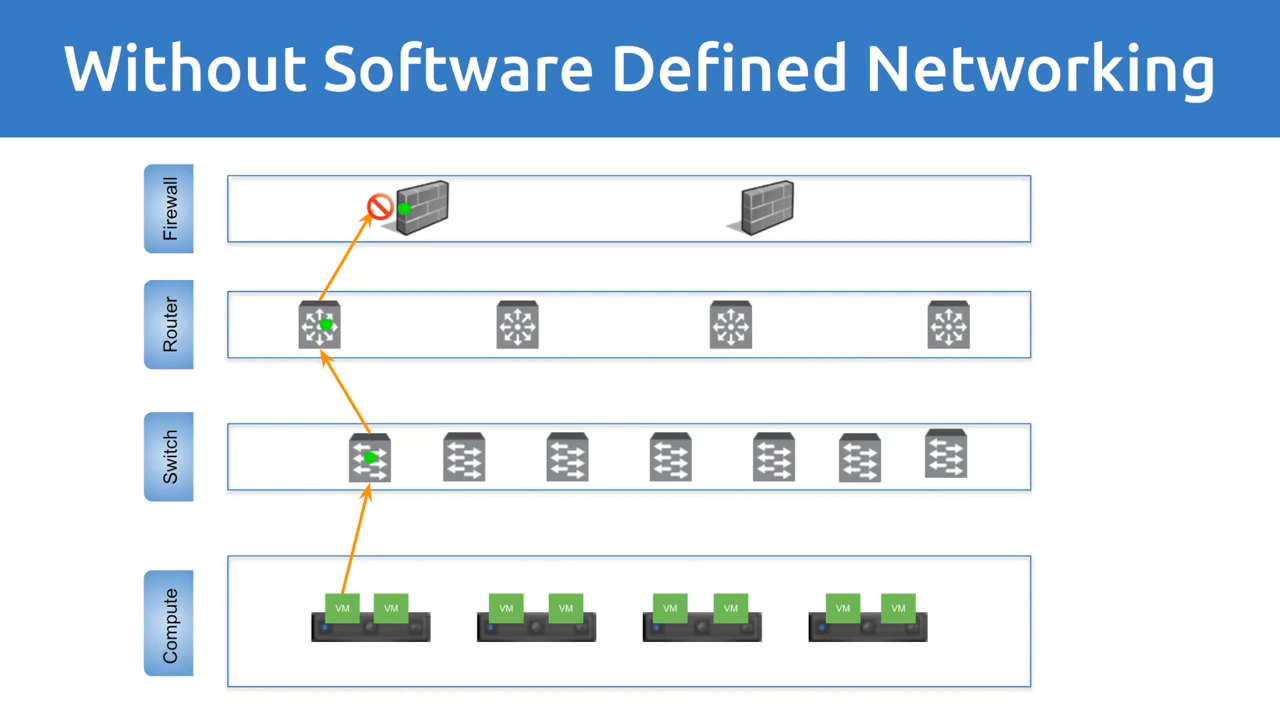 Without Software Defined Networking
Firewall
Router
Switch
Compute
VM VM VM VM VM VM VM VM